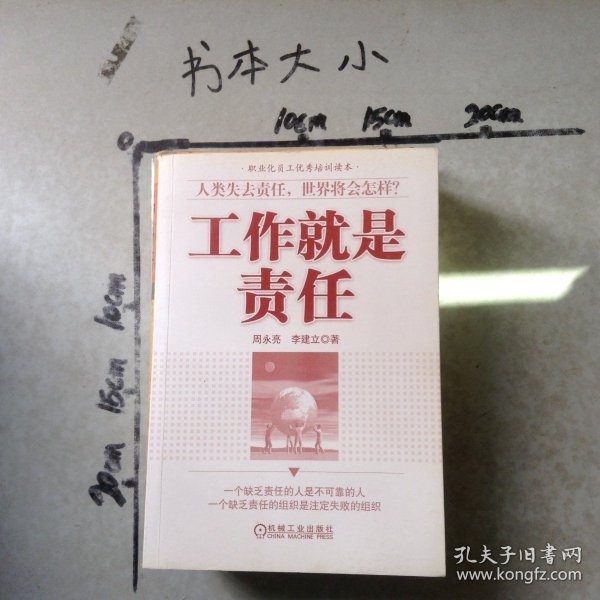 书本大小
10cm 15cm 20cm
10cm
15cm
20cm
·职业化员工优秀培训读本·
人类失去责任，世界将会怎样？
工作就是
责任
周永亮 李建立◎著
一个缺乏责任的人是不可靠的人
一个缺乏责任的组织是注定失败的组织
机械工业出版社
CHINA MACHINE PRESS
孔夫子旧书网
www.kongfz.com